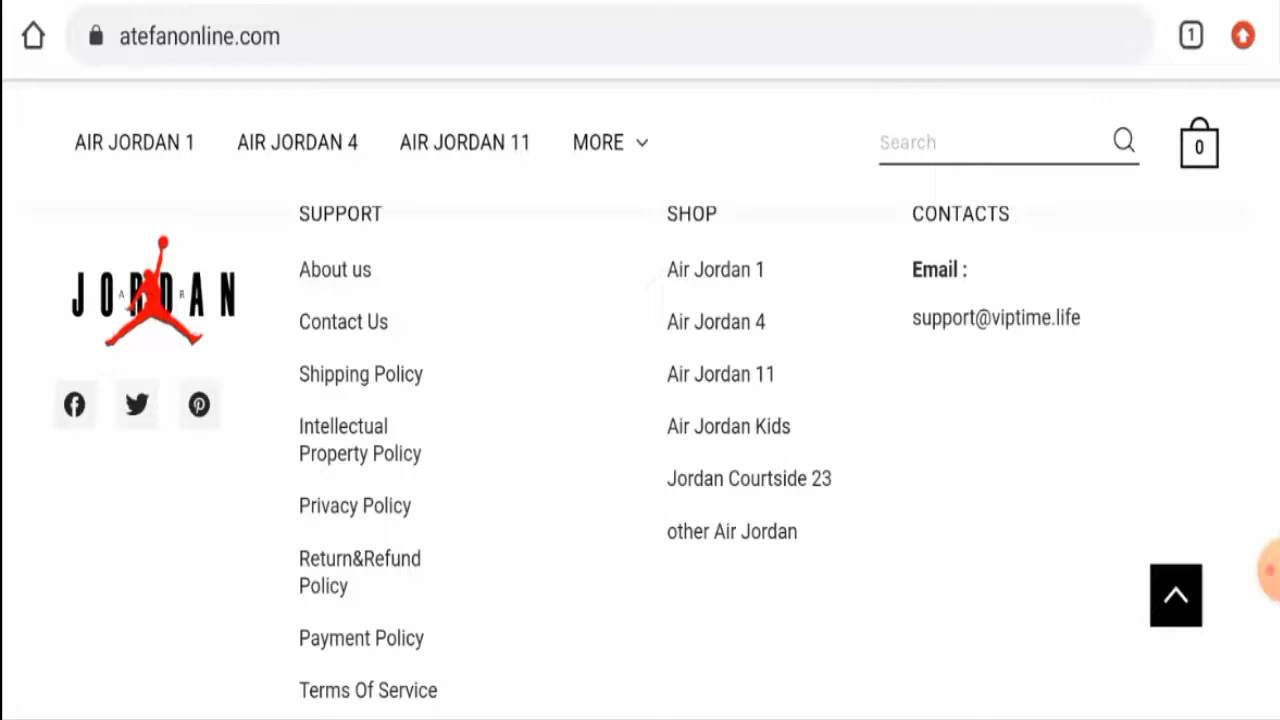 atefanonline.com
1
AIR JORDAN 1
AIR JORDAN 4
AIR JORDAN 11
MORE
Search
0
JORDAN
AIR
SUPPORT
About us
Contact Us
Shipping Policy
Intellectual
Property Policy
Privacy Policy
Return&Refund
Policy
Payment Policy
Terms Of Service
SHOP
Air Jordan 1
Air Jordan 4
Air Jordan 11
Air Jordan Kids
Jordan Courtside 23
other Air Jordan
CONTACTS
Email :
support@viptime.life